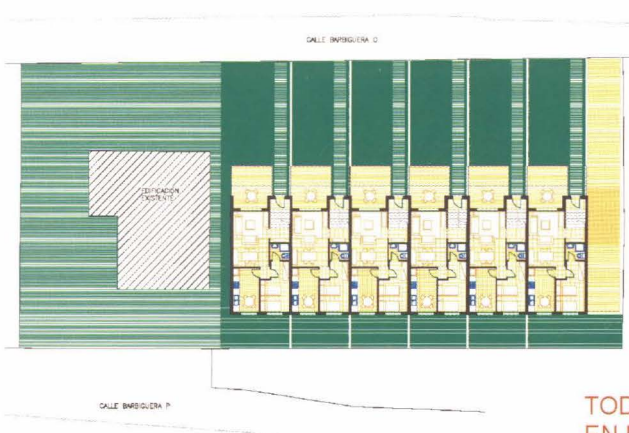 CALLE BARBIGUERA O
EDIFICACION
EXISTENTE
CALLE BARBIGUERA P
TOD
EN